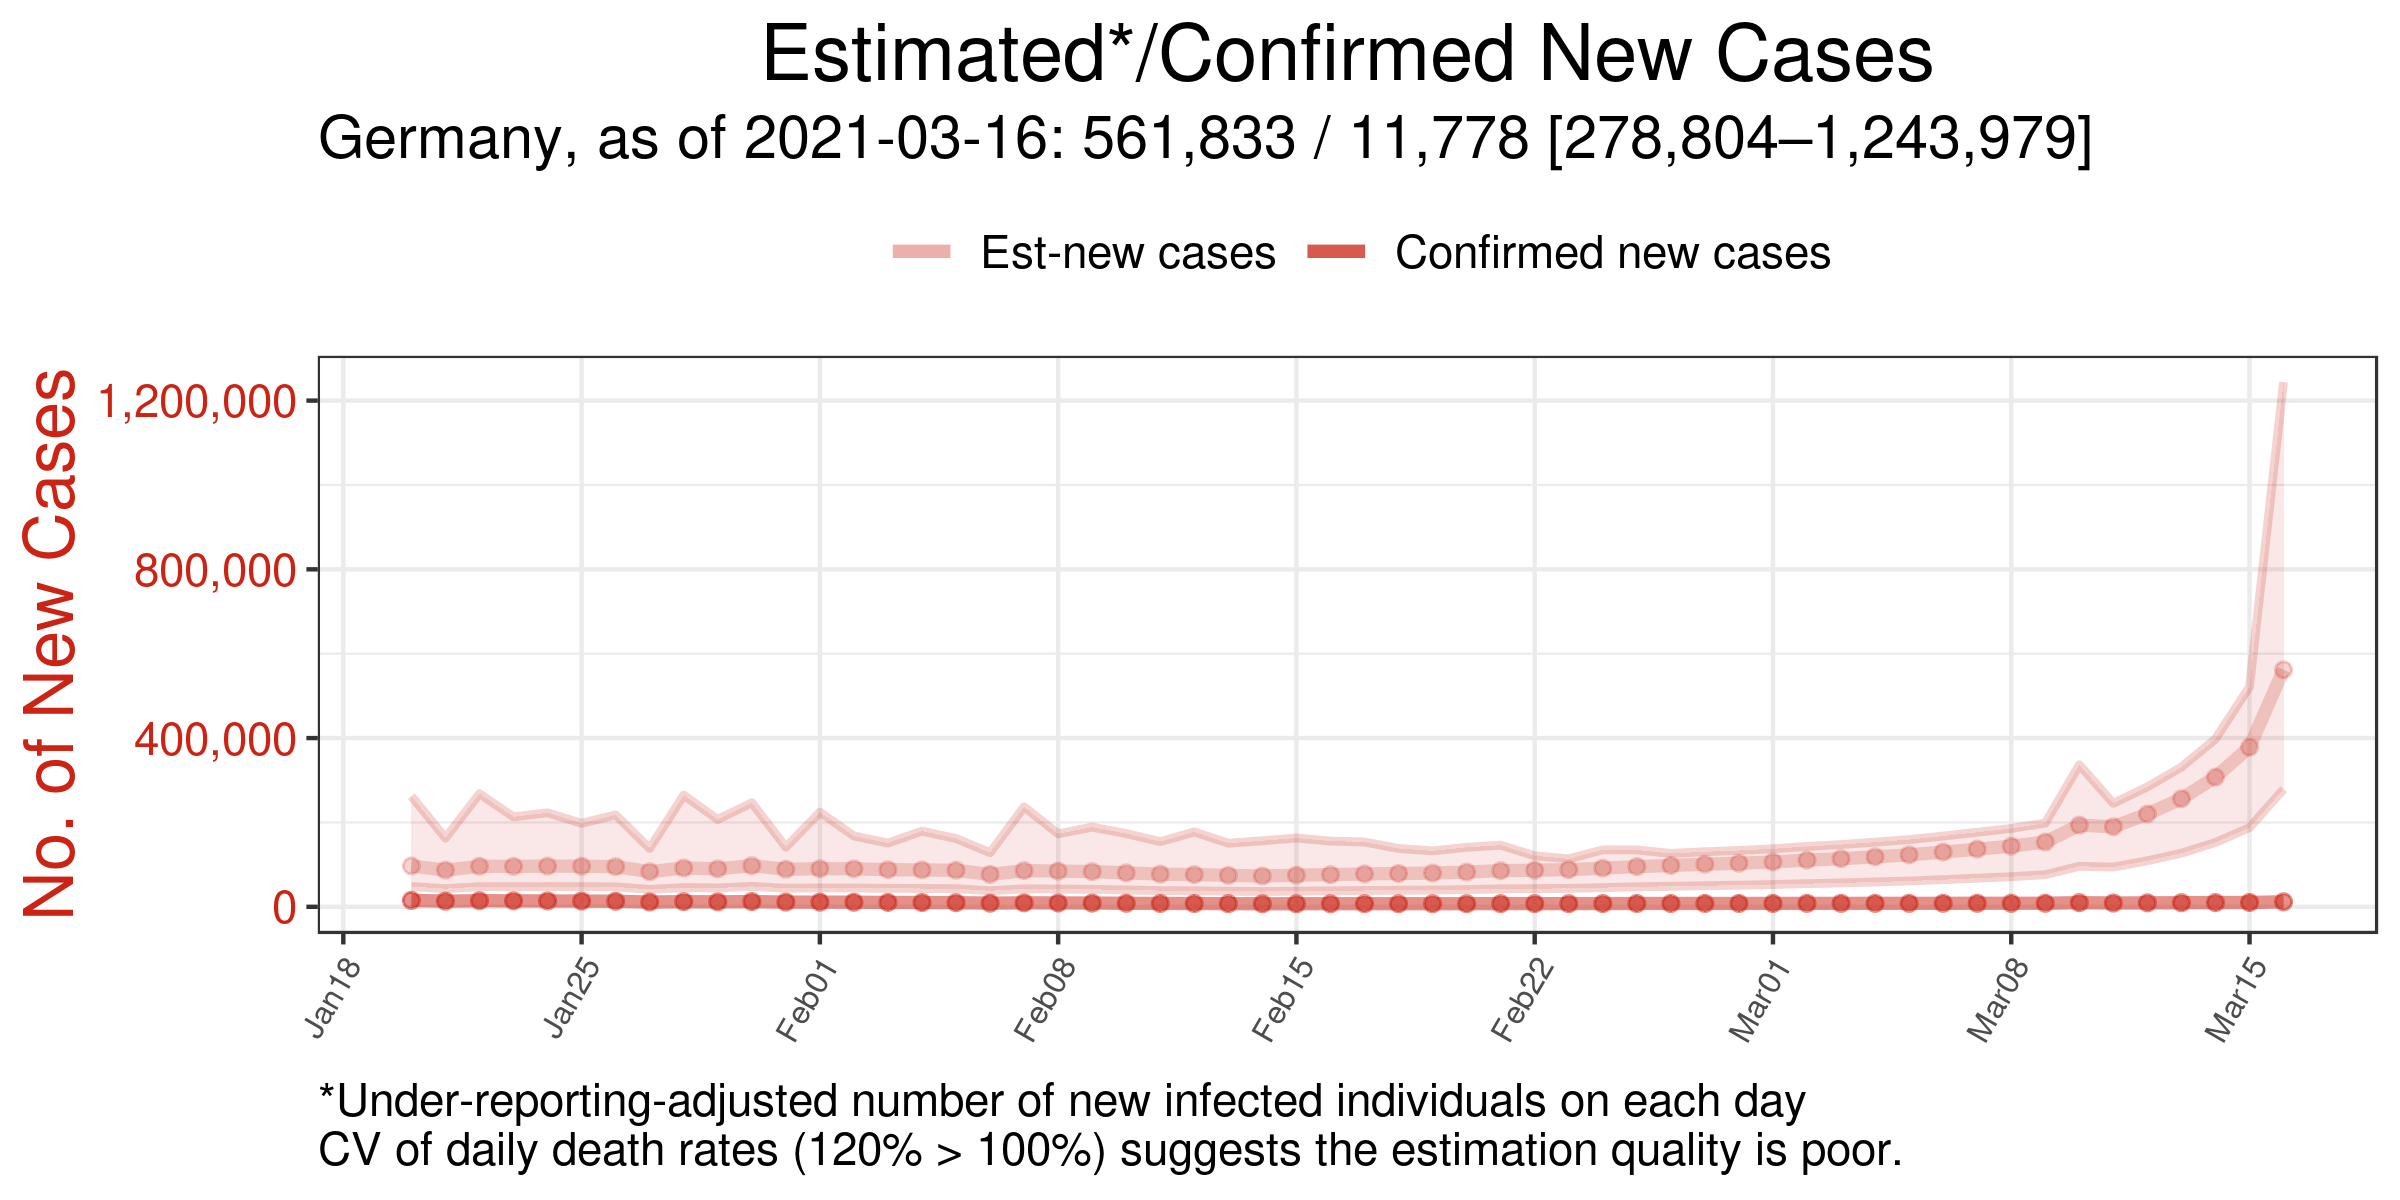 Estimated*/Confirmed New Cases
Germany, as of 2021-03-16: 561,833 / 11,778 [278,804–1,243,979]
Est-new cases
Confirmed new cases
No. of New Cases
1,200,000
800,000
400,000
0
Jan18
Jan25
Feb01
Feb08
Feb15
Feb22
Mar01
Mar08
Mar15
*Under-reporting-adjusted number of new infected individuals on each day
CV of daily death rates (120% > 100%) suggests the estimation quality is poor.